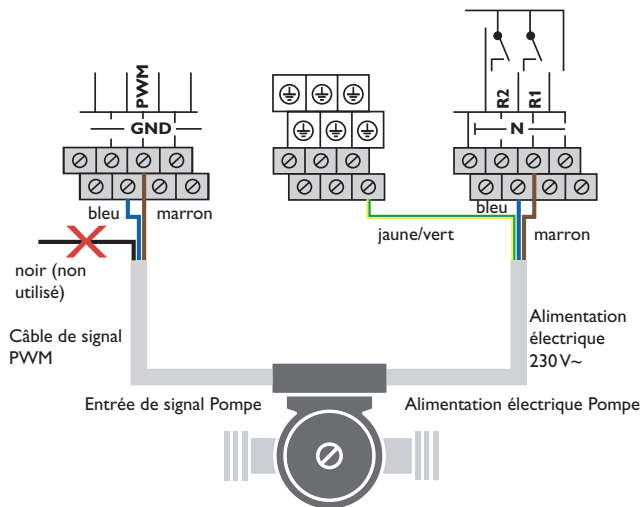 PWM
GND
R2
R1
N
bleu
marron
bleu
marron
jaune/vert
noir (non
utilisé)
Câble de signal
PWM
Alimentation
électrique
230 V~
Entrée de signal Pompe
Alimentation électrique Pompe